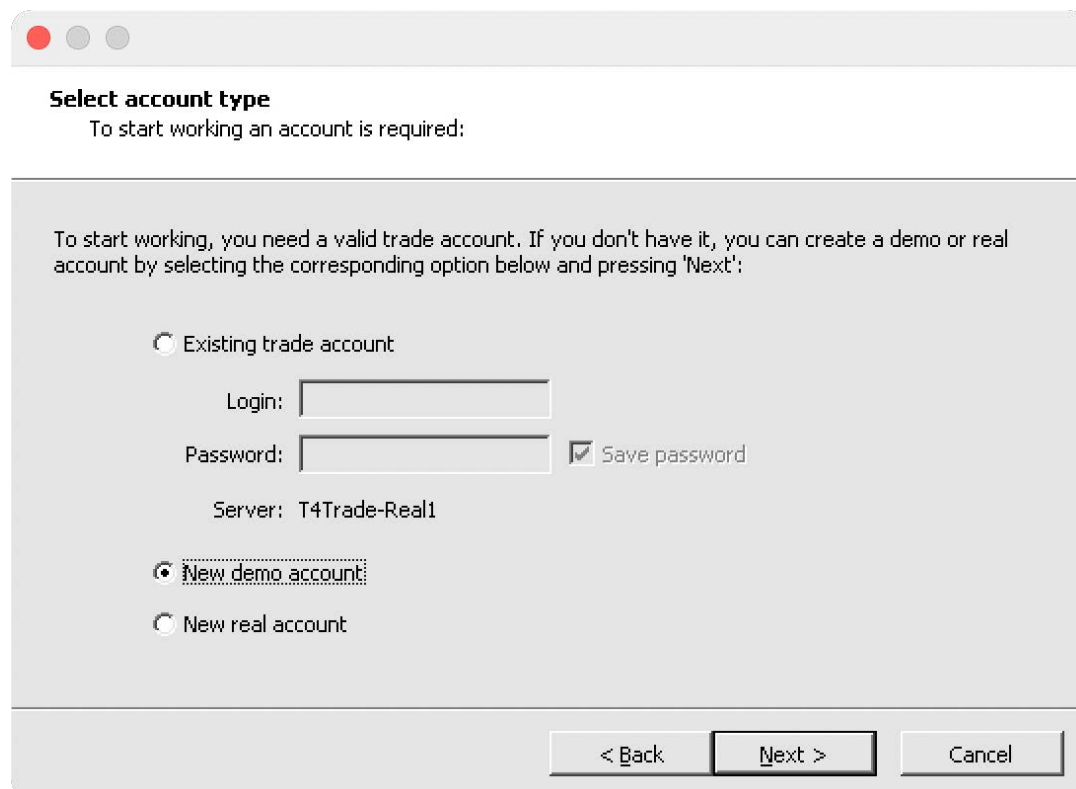 Select account type
To start working an account is required:
To start working, you need a valid trade account. If you don't have it, you can create a demo or real
account by selecting the corresponding option below and pressing 'Next':
Existing trade account
Login:
Password:
Save password
Server: T4Trade-Real1
New demo account
New real account
< Back
Next >
Cancel